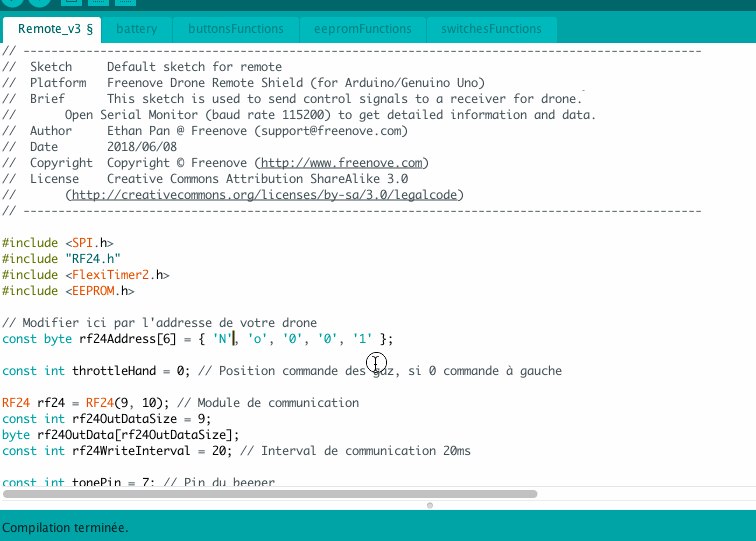 Remote_v3 § battery buttonsFunctions eepromFunctions switchesFunctions
// -------------------------------------------------------------------------------------------------
//  Sketch     Default sketch for remote
//  Platform   Freenove Drone Remote Shield (for Arduino/Genuino Uno)
//  Brief      This sketch is used to send control signals to a receiver for drone.
//       Open Serial Monitor (baud rate 115200) to get detailed information and data.
//  Author     Ethan Pan @ Freenove (support@freenove.com)
//  Date       2018/06/08
//  Copyright  Copyright © Freenove (http://www.freenove.com)
//  License    Creative Commons Attribution ShareAlike 3.0
//       (http://creativecommons.org/licenses/by-sa/3.0/legalcode)
// -------------------------------------------------------------------------------------------------
#include <SPI.h>
#include "RF24.h"
#include <FlexiTimer2.h>
#include <EEPROM.h>
// Modifier ici par l'addresse de votre drone
const byte rf24Address[6] = { 'N', 'o', '0', '0', '1' };
const int throttleHand = 0; // Position commande des gaz, si 0 commande à gauche
RF24 rf24 = RF24(9, 10); // Module de communication
const int rf24OutDataSize = 9;
byte rf24OutData[rf24OutDataSize];
const int rf24WriteInterval = 20; // Interval de communication 20ms
const int tonePin = 7; // Pin du beeper
Compilation terminée.